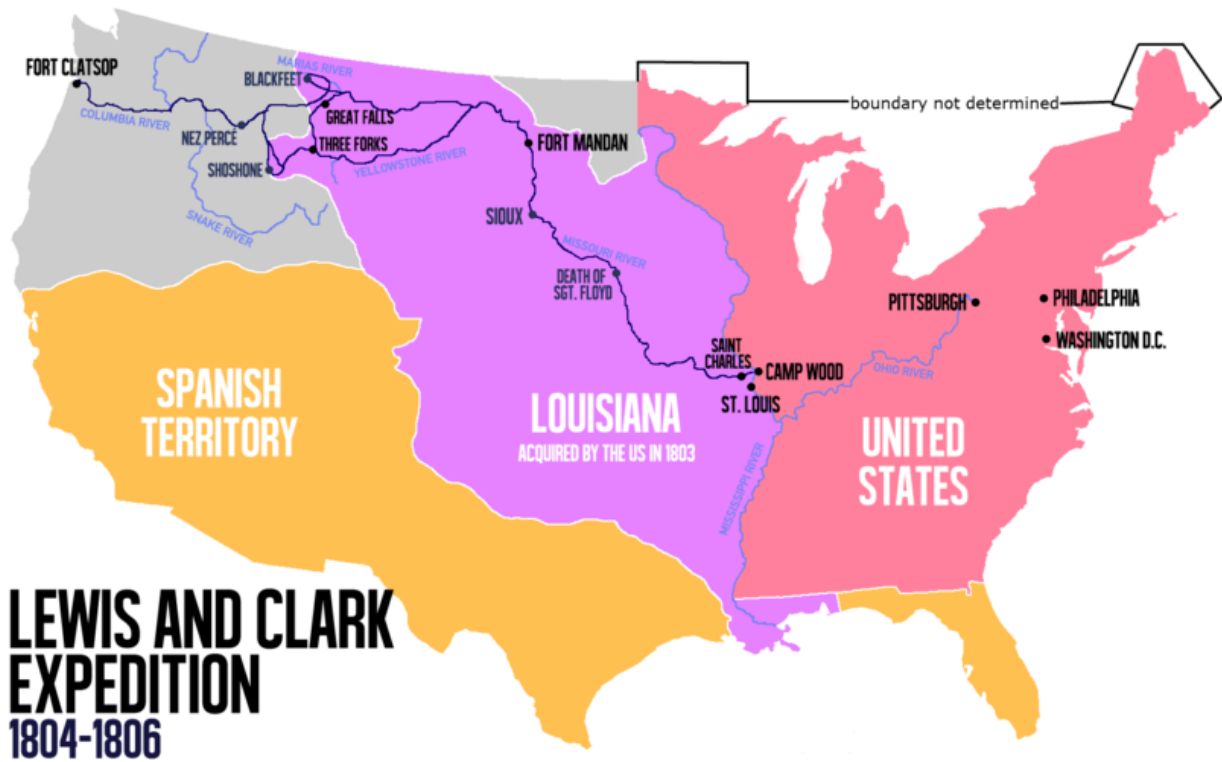 FORT CLATSOP
COLUMBIA RIVER
NEZ PERCÉ
SNAKE RIVER
SHOSHONE
MARIAS RIVER
BLACKFEET
GREAT FALLS
THREE FORKS
YELLOWSTONE RIVER
FORT MANDAN
SIOUX
MISSOURI RIVER
DEATH OF
SGT. FLOYD
SAINT
CHARLES
CAMP WOOD
ST. LOUIS
boundary not determined
PITTSBURGH
PHILADELPHIA
WASHINGTON D.C.
OHIO RIVER
MISSISSIPPI RIVER
SPANISH
TERRITORY
LOUISIANA
ACQUIRED BY THE US IN 1803
UNITED
STATES
LEWIS AND CLARK
EXPEDITION
1804-1806